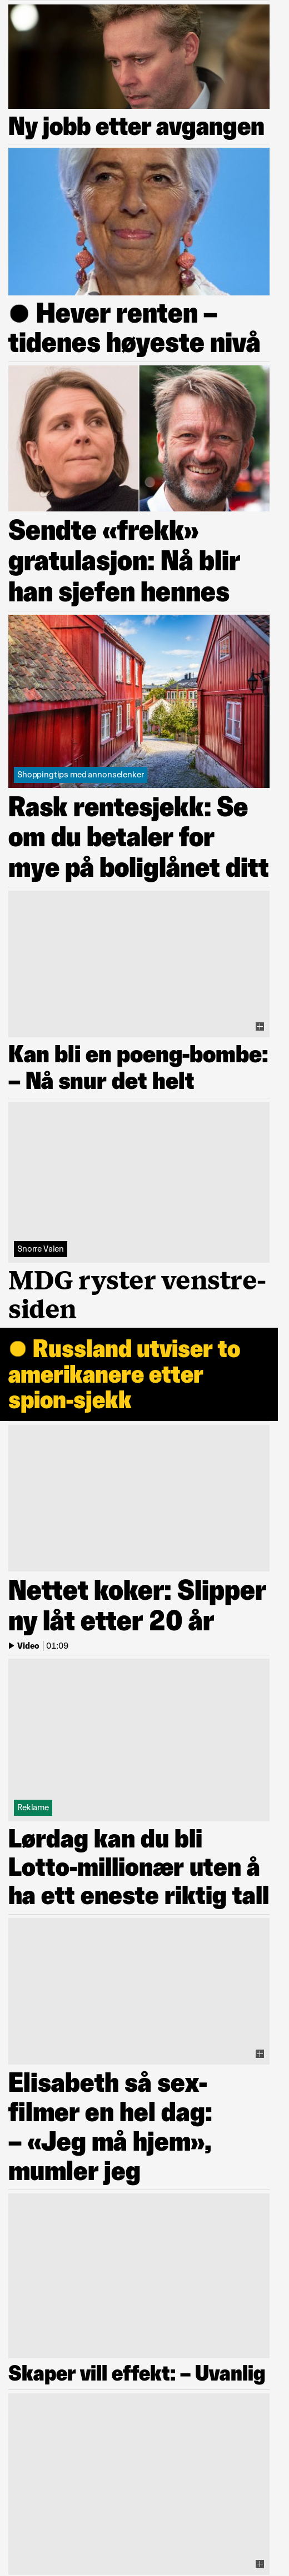 Ny jobb etter avgangen
Hever renten –
tidenes høyeste nivå
Sendte «frekk»
gratulasjon: Nå blir
han sjefen hennes
Shoppingtips med annonselenker
Rask rentesjekk: Se
om du betaler for
mye på boliglånet ditt
Kan bli en poeng-bombe:
– Nå snur det helt
Snorre Valen
MDG ryster venstre-
siden
Russland utviser to
amerikanere etter
spion-sjekk
Nettet koker: Slipper
ny låt etter 20 år
Video | 01:09
Reklame
Lørdag kan du bli
Lotto-millionær uten å
ha ett eneste riktig tall
Elisabeth så sex-
filmer en hel dag:
– «Jeg må hjem»,
mumler jeg
Skaper vill effekt: – Uvanlig